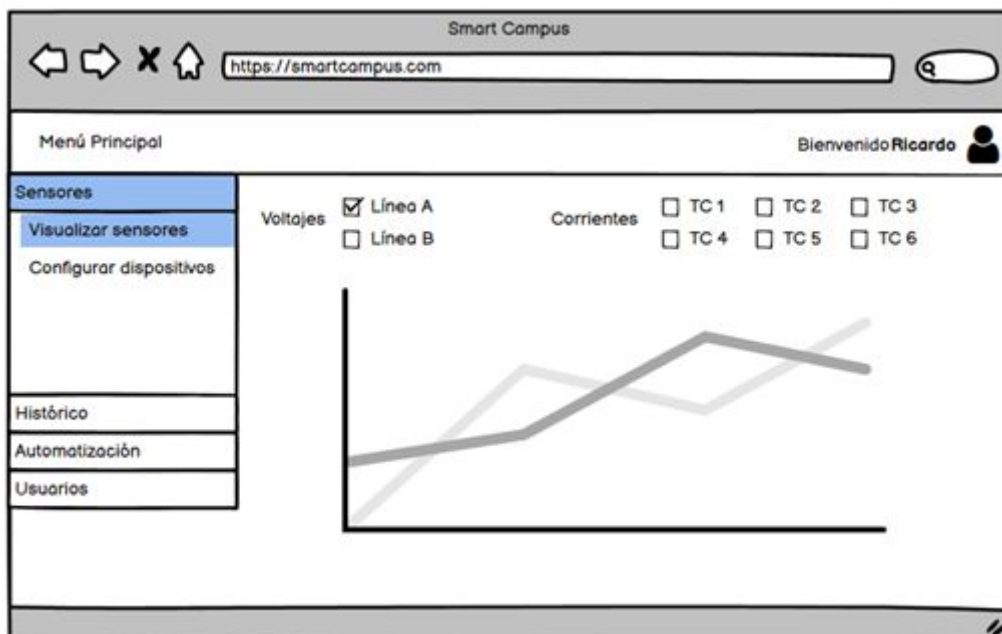 Smart Campus
https://smartcampus.com
Menú Principal
Bienvenido Ricardo
Sensores
Visualizar sensores
Configurar dispositivos
Histórico
Automatización
Usuarios
Voltajes
Línea A
Línea B
Corrientes
TC 1 TC 2 TC 3
TC 4 TC 5 TC 6